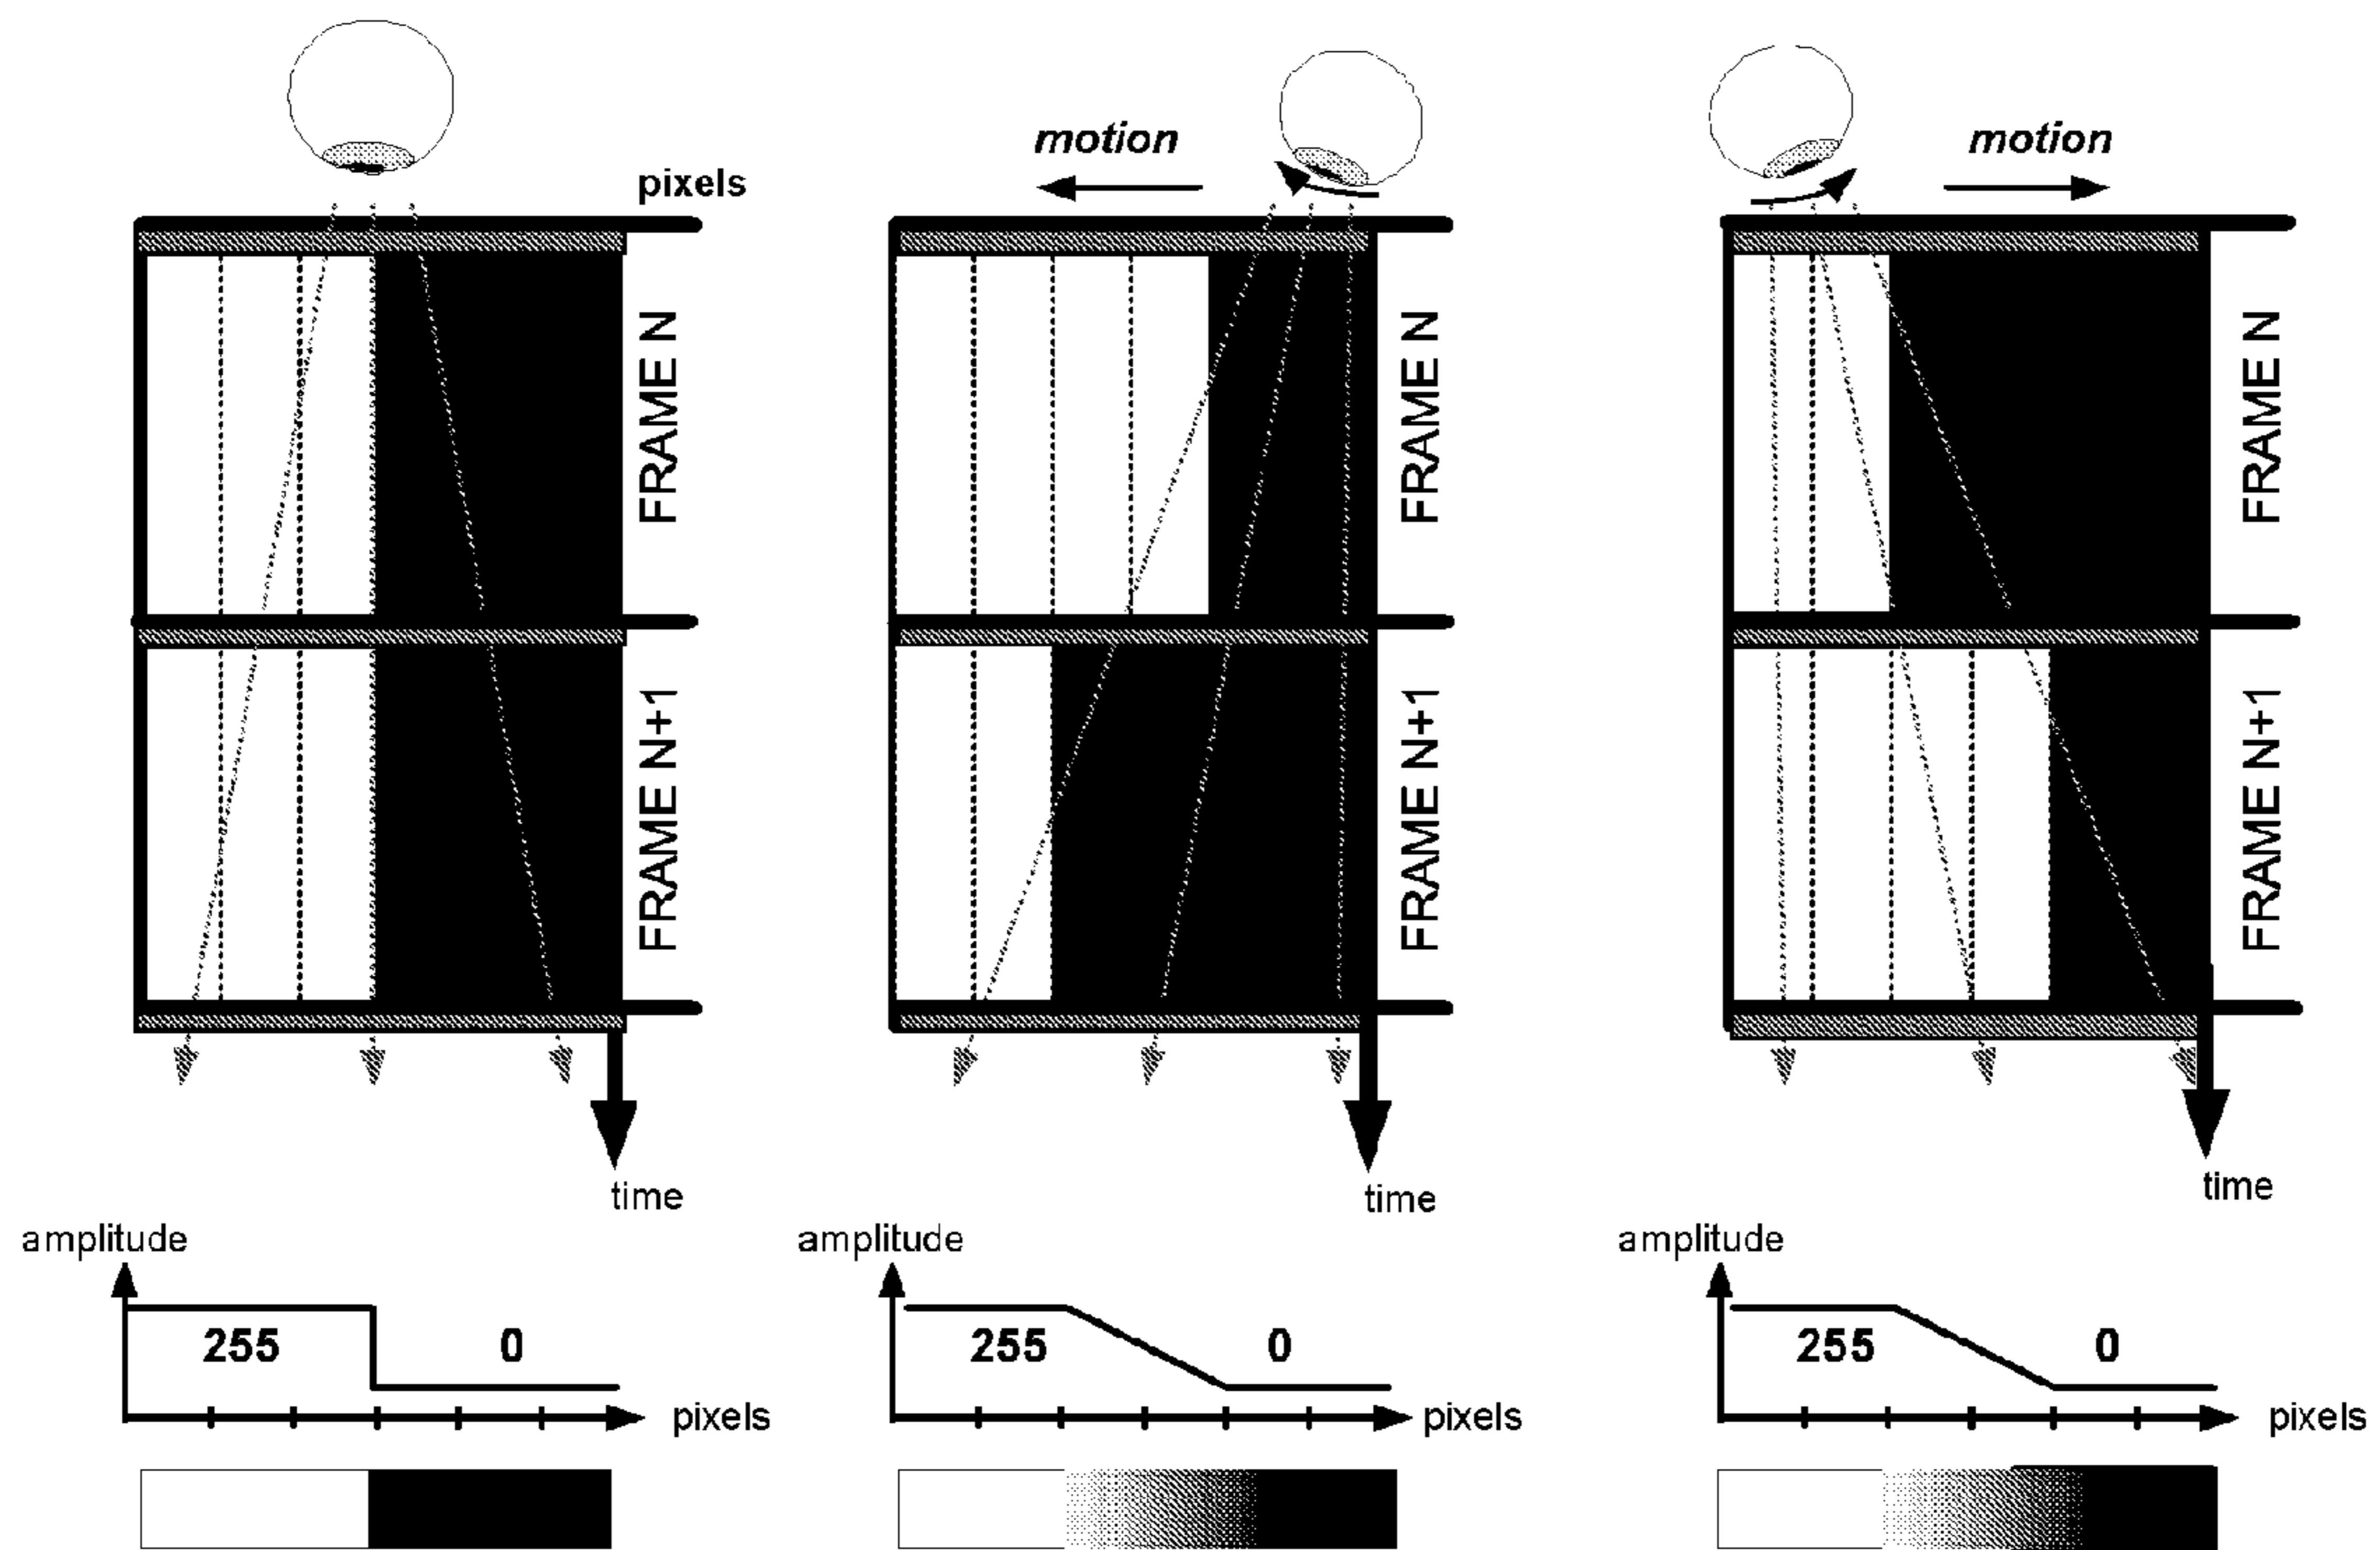 motion
motion
pixels
FRAME N
FRAME N
FRAME N
FRAME N+1
FRAME N+1
FRAME N+1
time
time
time
amplitude
amplitude
amplitude
255 0
255 0
255 0
pixels
pixels
pixels